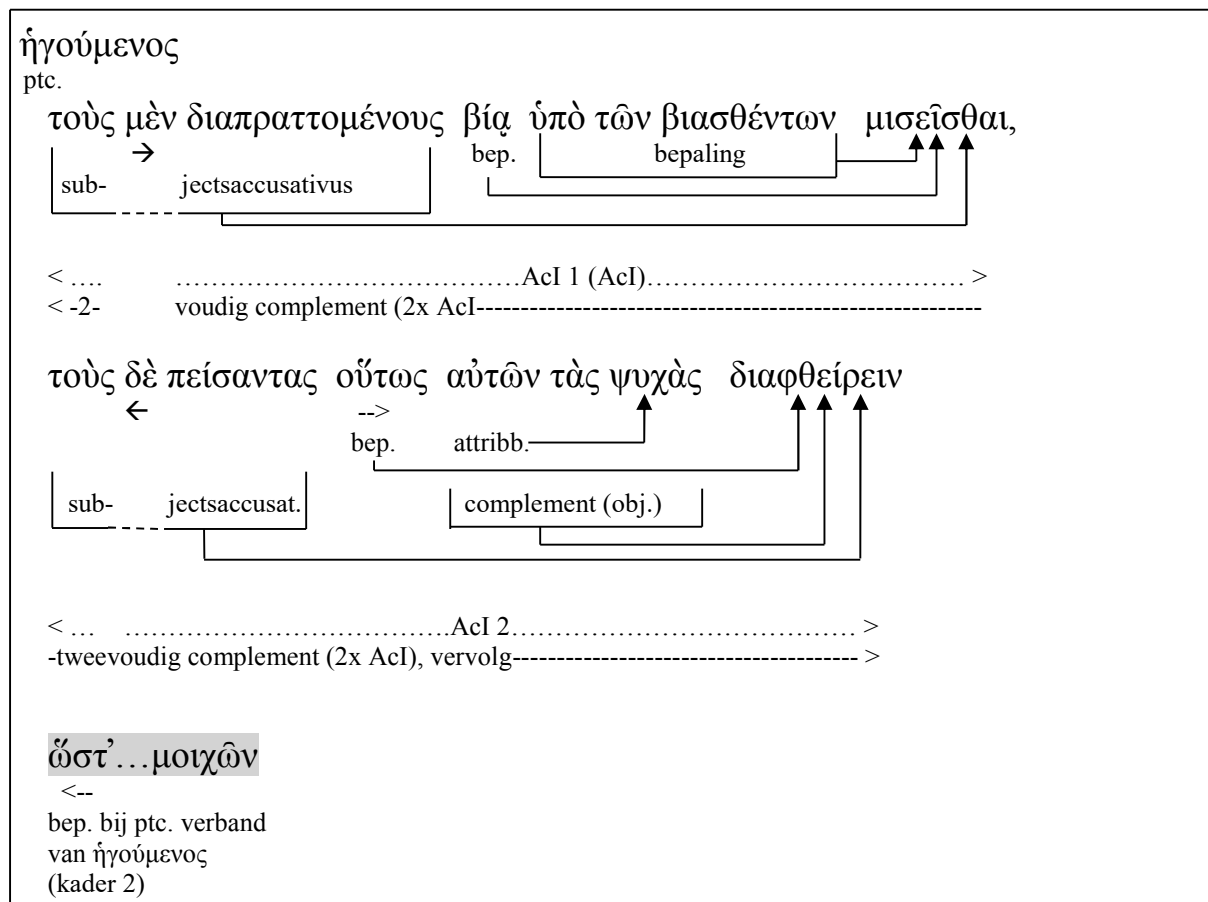 ἡγούμενος
ptc.
τοὺς μὲν διαπραττομένους βίᾳ ὑπὸ τῶν βιασθέντων μισεῖσθαι,
→ bep. bepaling
sub- jectsaccusativus
< …. …………………………………AcI 1 (AcI)……………………………… >
< -2- voudig complement (2x AcI-----------------------------------------------------
τοὺς δὲ πείσαντας οὕτως αὐτῶν τὰς ψυχὰς διαφθείρειν
← -->
bep. attribb.
sub- jectsaccusat. complement (obj.)
< … ……………………………….AcI 2……………………………… >
-tweevoudig complement (2x AcI), vervolg------------------------------------ >
ὥστ’…μοιχῶν
<--
bep. bij ptc. verband
van ἡγούμενος
(kader 2)